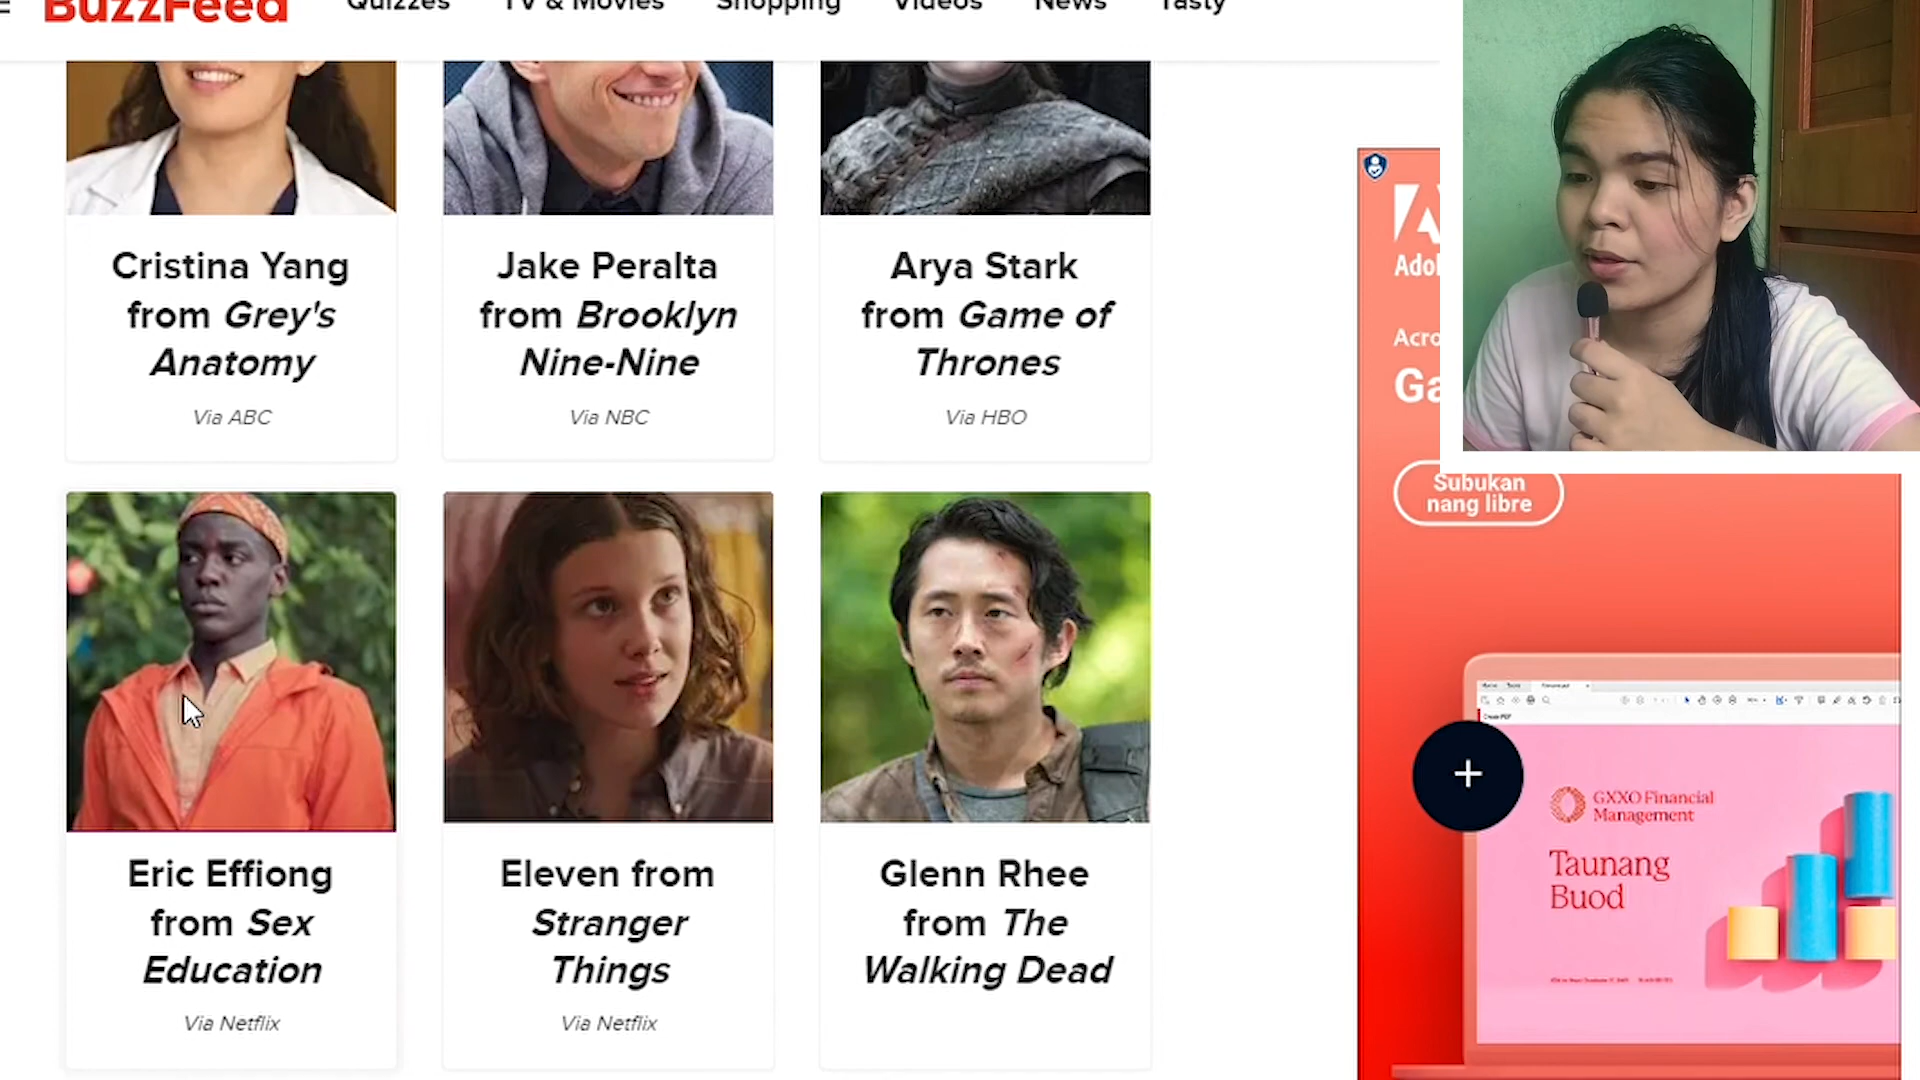 BuzzFeed
Quizzes
TV & Movies
Shopping
Videos
News
Tasty
Cristina Yang
from Grey's
Anatomy
Via ABC
Jake Peralta
from Brooklyn
Nine-Nine
Via NBC
Arya Stark
from Game of
Thrones
Via HBO
Eric Effiong
from Sex
Education
Via Netflix
Eleven from
Stranger
Things
Via Netflix
Glenn Rhee
from The
Walking Dead
Adob
Acro
Ga
Subukan
nang libre
+
GXXO Financial
Management
Taunang
Buod